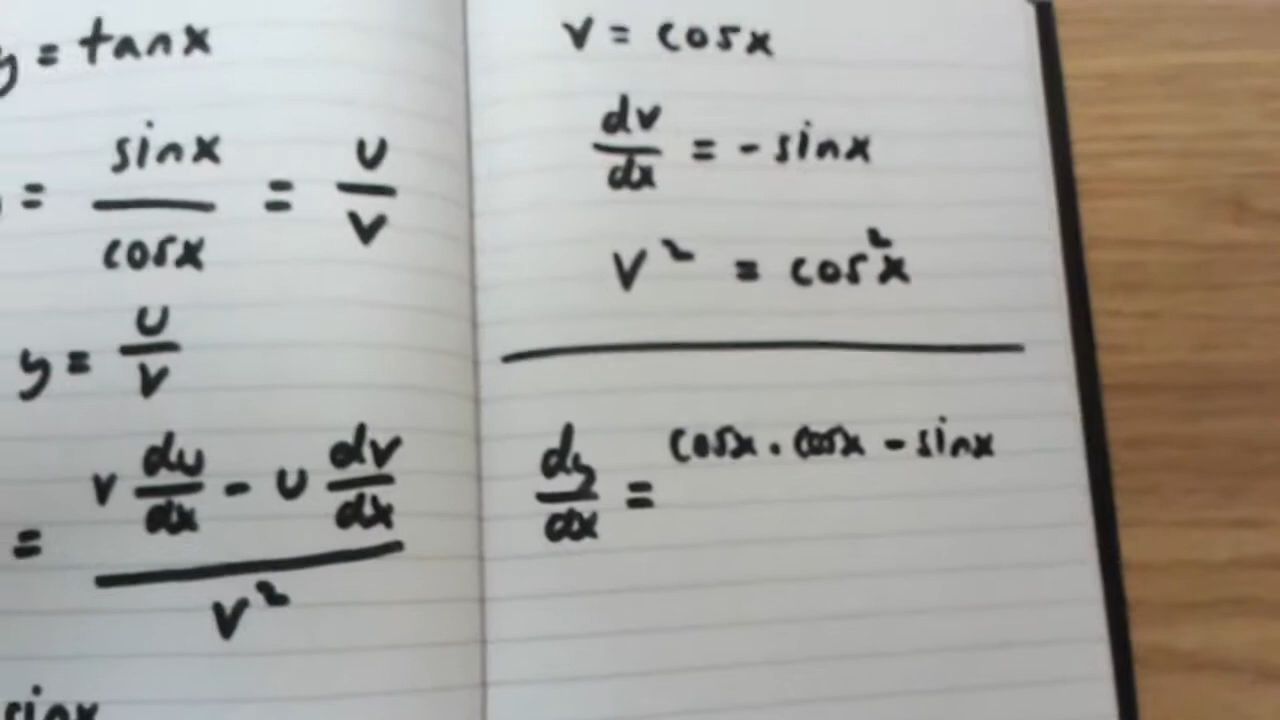 y = tanx
= sinx / cosx = u / v
y = u / v
= v du/dx - u dv/dx / v²
sinx
v = cosx
dv/dx = - sinx
v² = cos²x
dy/dx = cosx . cosx - sinx